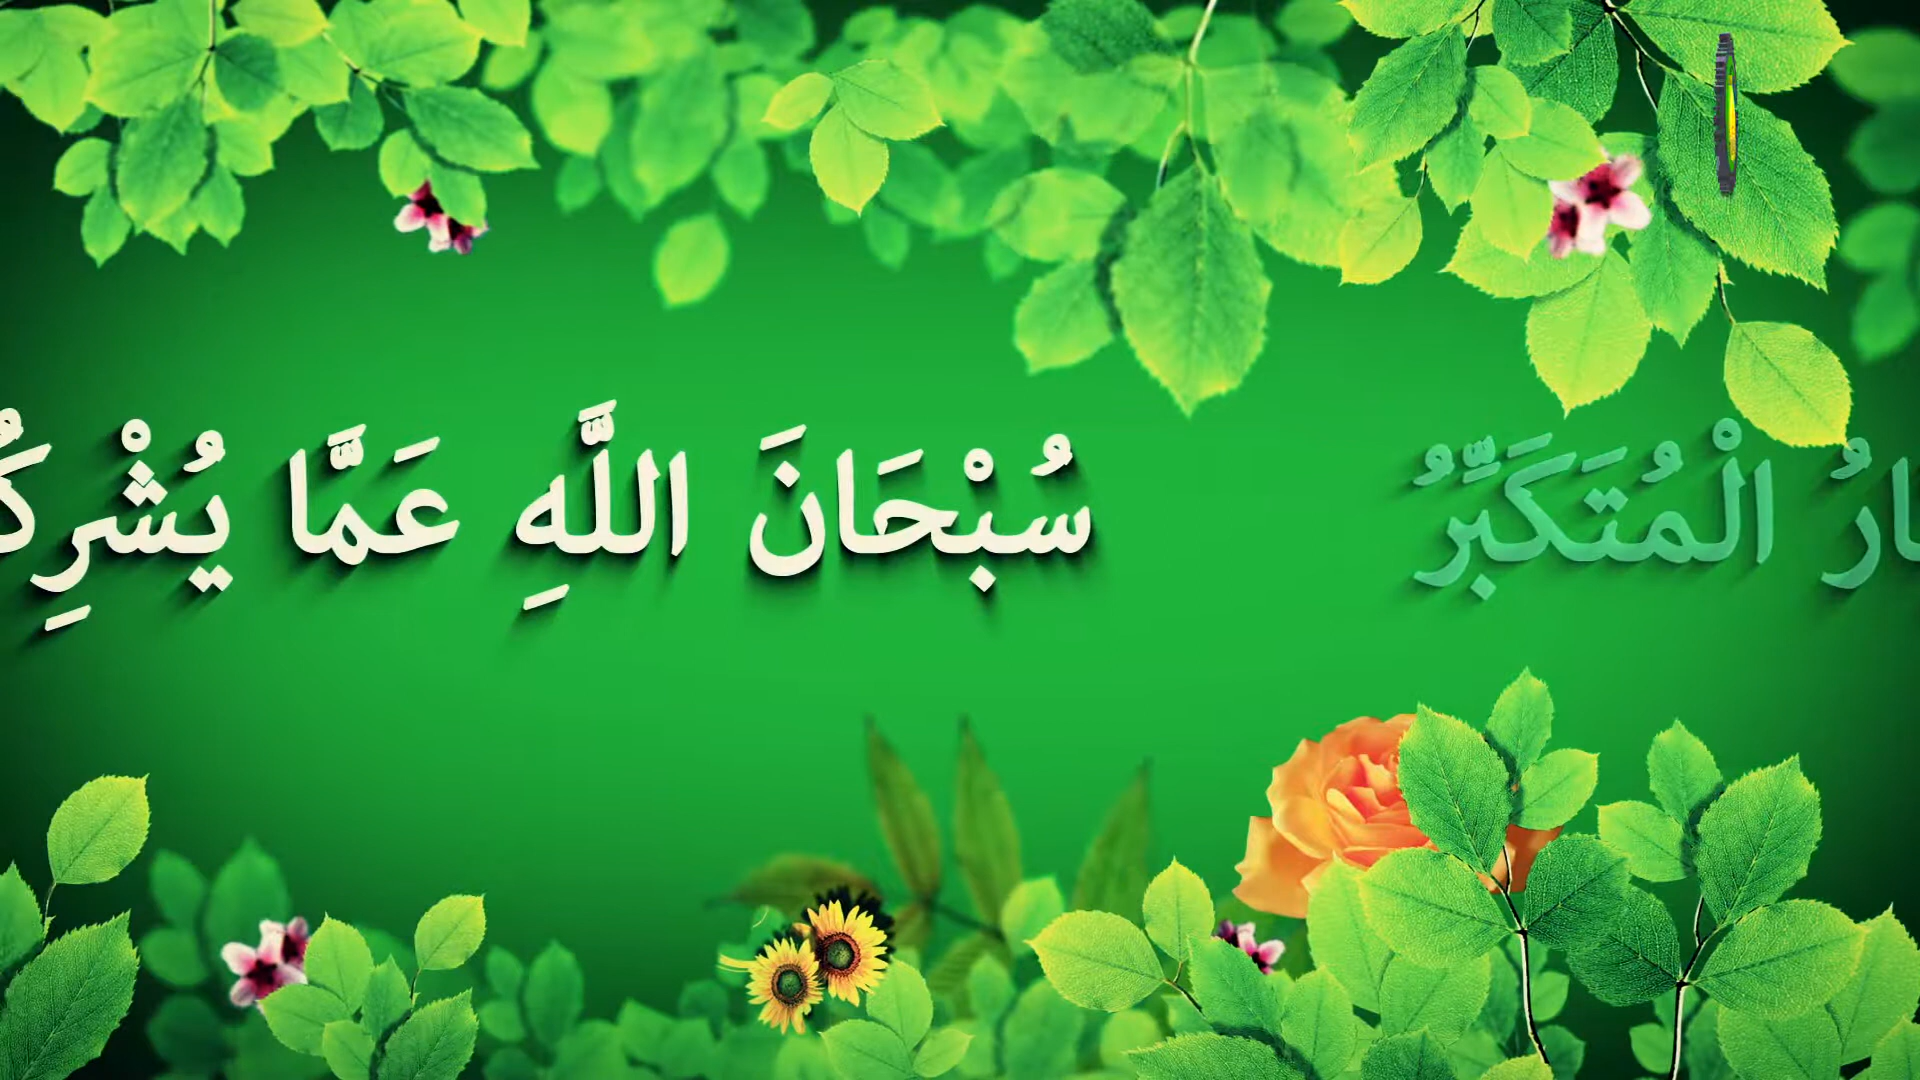 الْمُتَكَبِّرُ سُبْحَانَ اللَّهِ عَمَّا